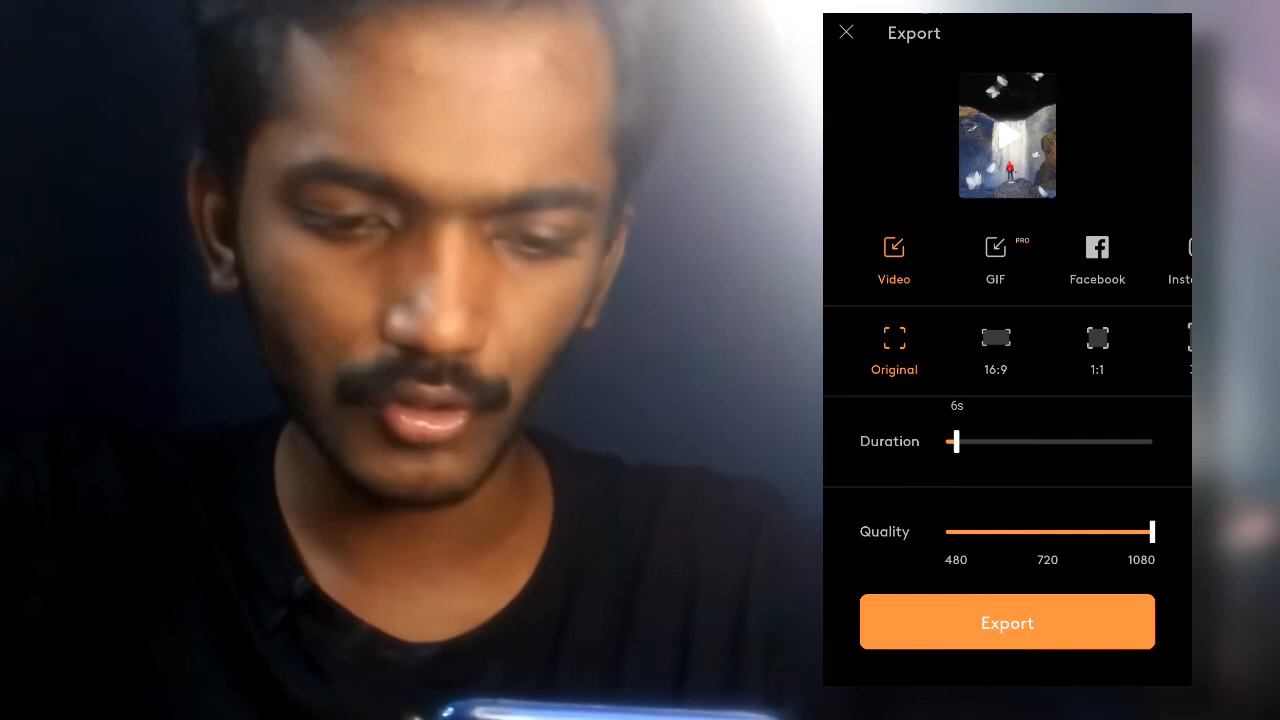 Export
Video
GIF
PRO
Facebook
Original
16:9
1:1
6s
Duration
Quality
480
720
1080
Export